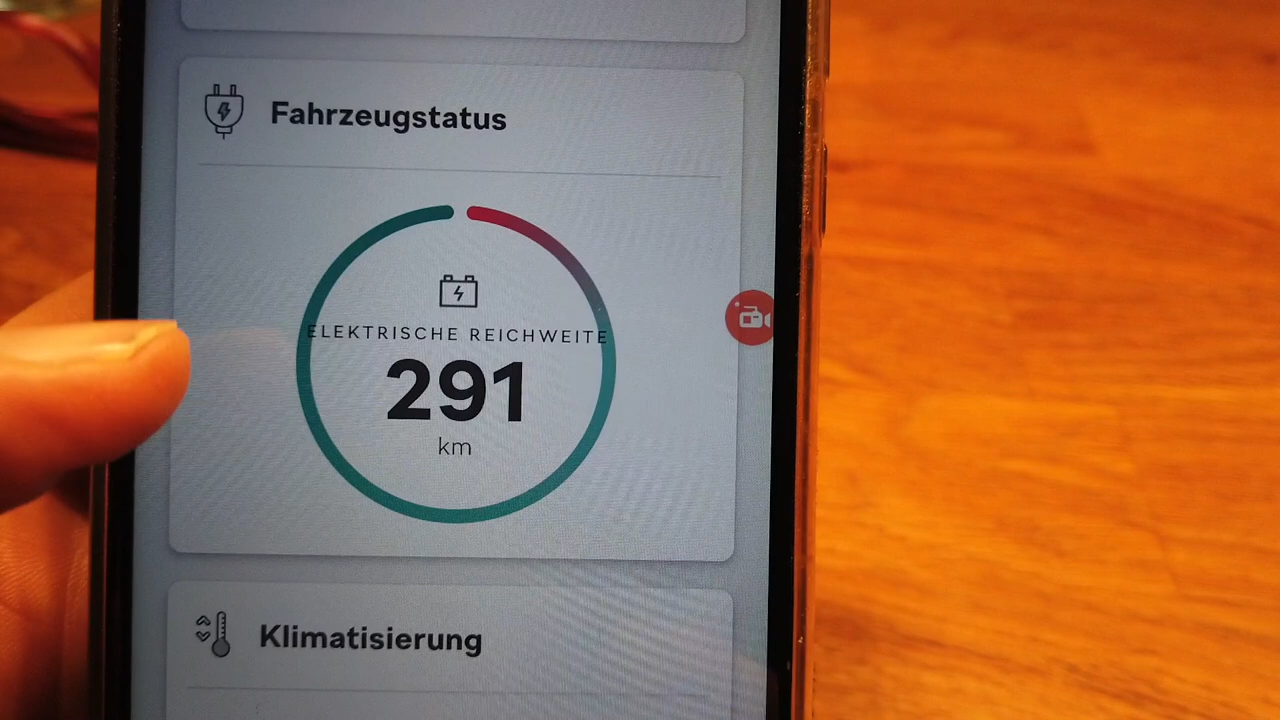 Fahrzeugstatus
ELEKTRISCHE REICHWEITE
291
km
Klimatisierung